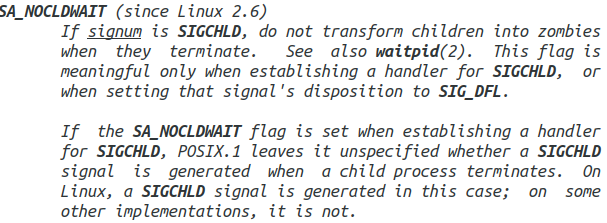 SA_NOCLDWAIT (since Linux 2.6)
If signum is SIGCHLD, do not transform children into zombies
when they terminate. See also waitpid(2). This flag is
meaningful only when establishing a handler for SIGCHLD, or
when setting that signal's disposition to SIG_DFL.
If the SA_NOCLDWAIT flag is set when establishing a handler
for SIGCHLD, POSIX.1 leaves it unspecified whether a SIGCHLD
signal is generated when a child process terminates. On
Linux, a SIGCHLD signal is generated in this case; on some
other implementations, it is not.